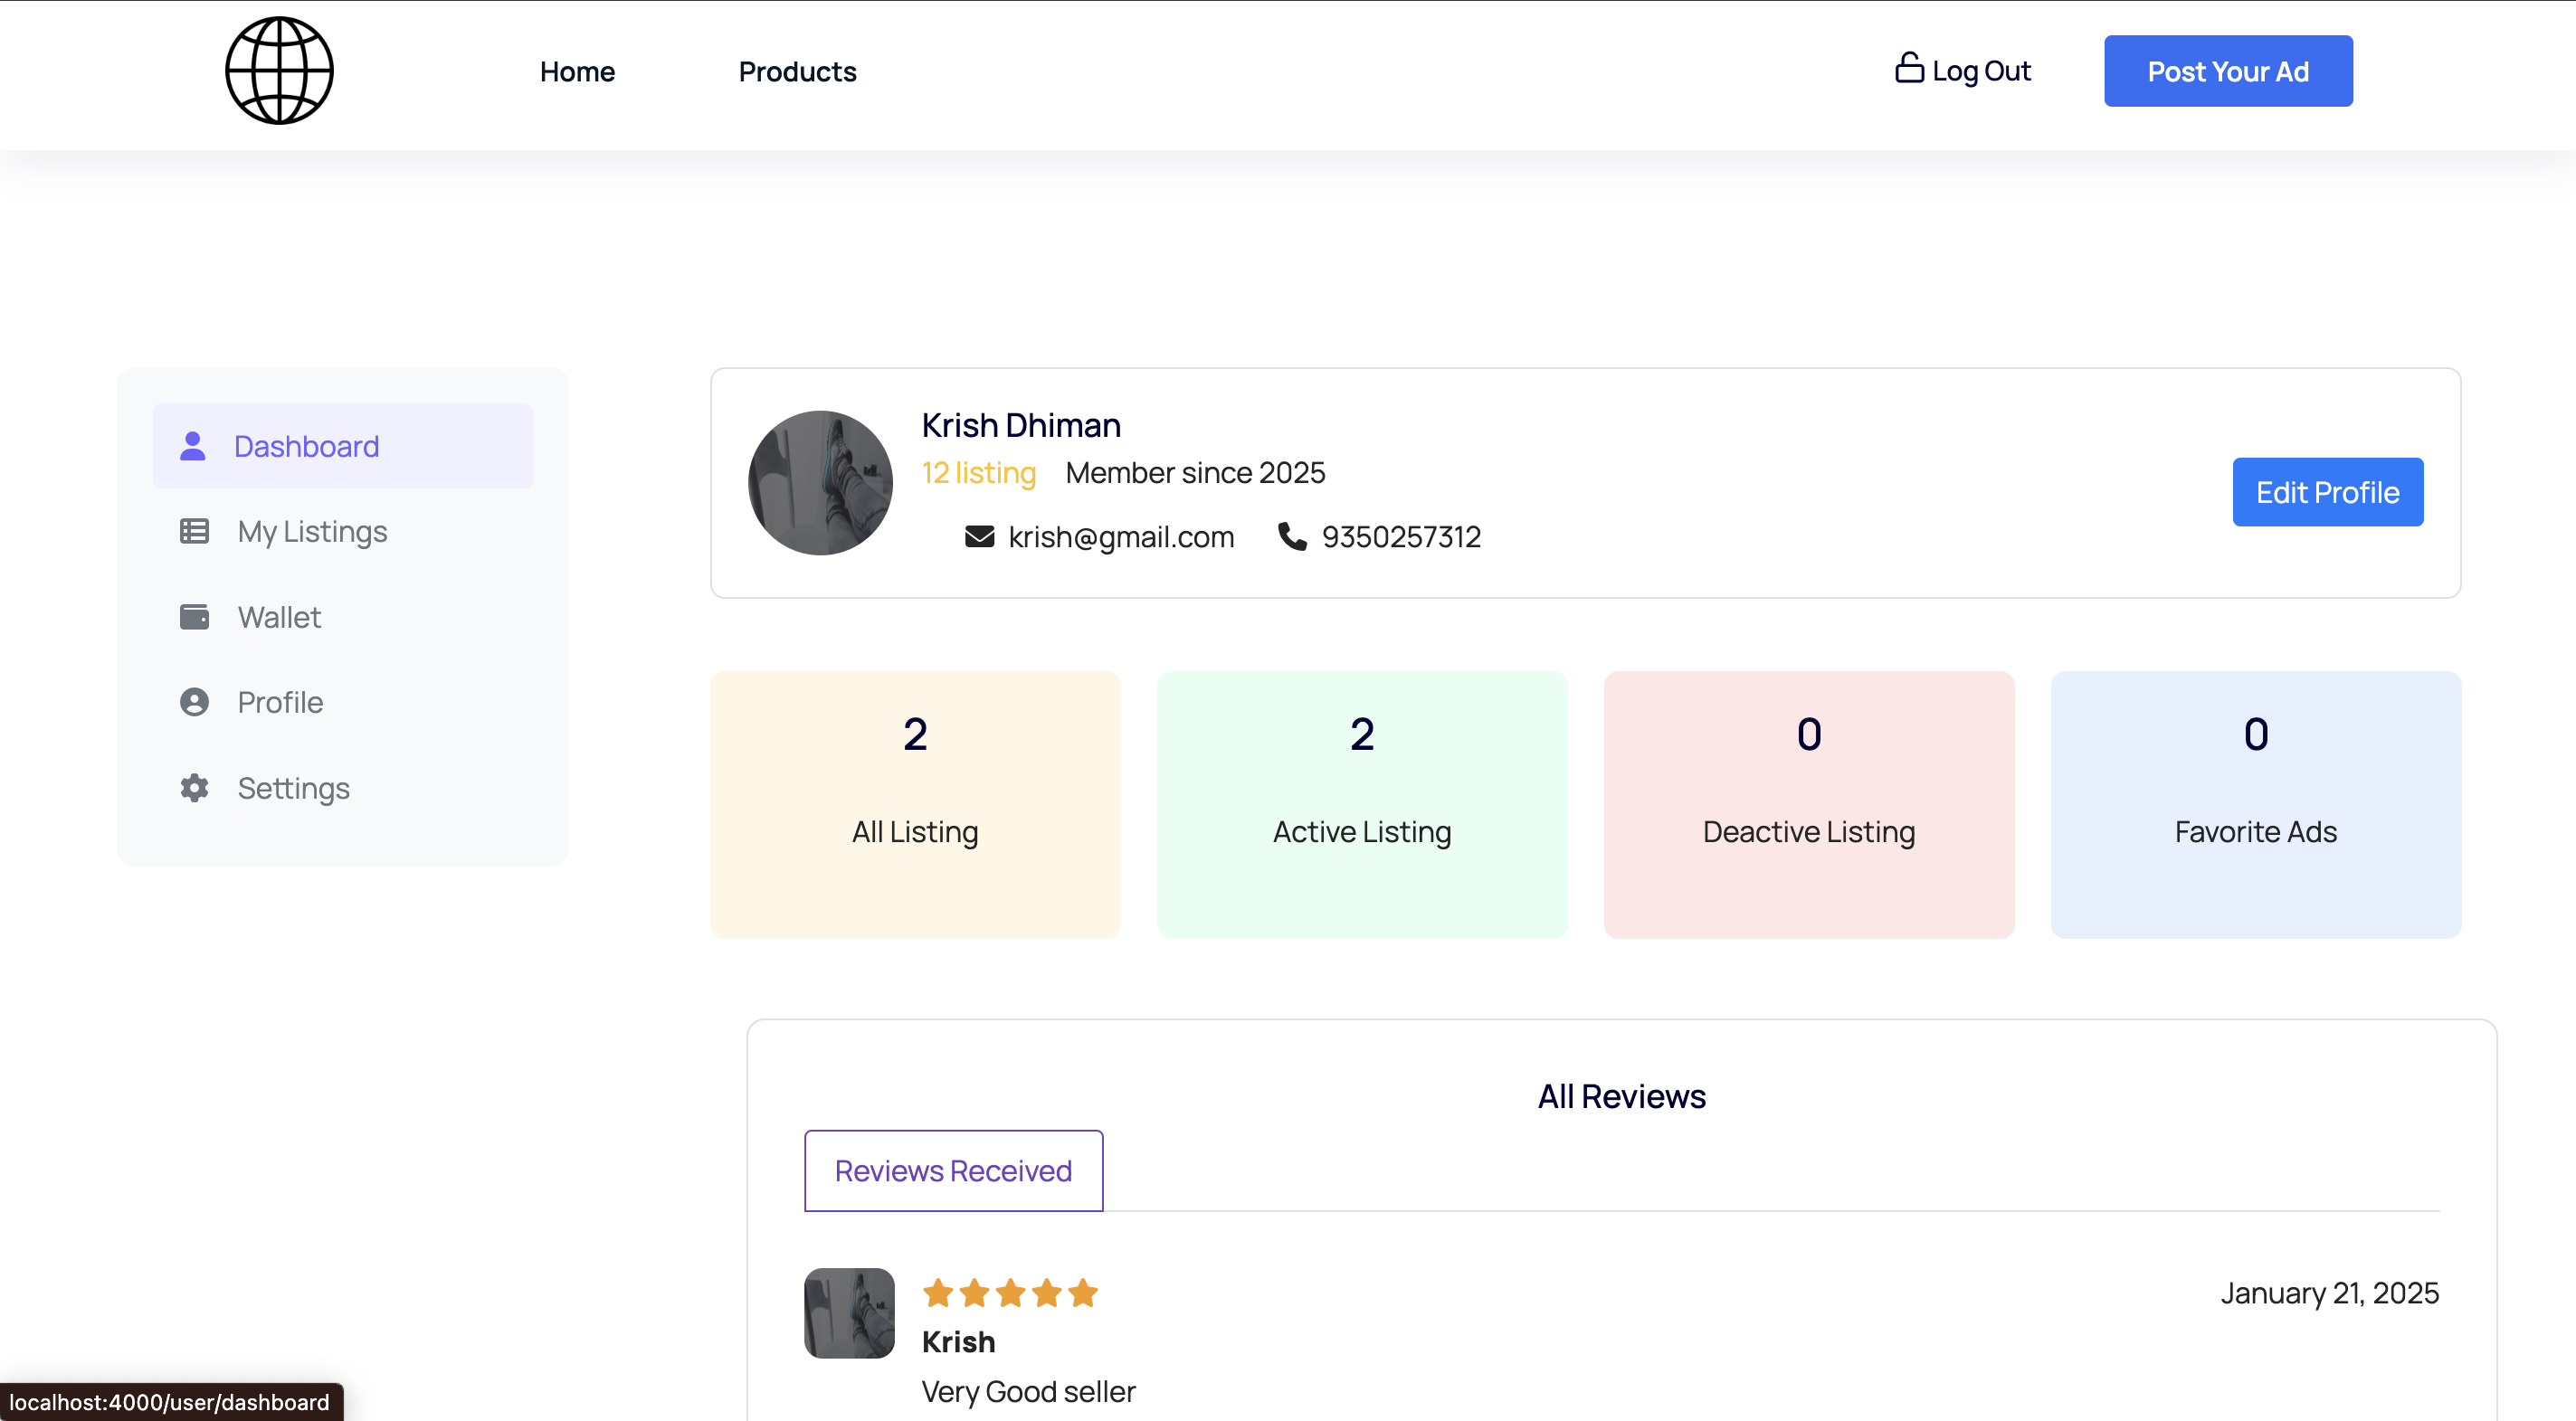 Home Products Log Out Post Your Ad
Dashboard
My Listings
Wallet
Profile
Settings
Krish Dhiman
12 listing Member since 2025
krish@gmail.com 9350257312
Edit Profile
2
All Listing
2
Active Listing
0
Deactive Listing
0
Favorite Ads
All Reviews
Reviews Received
January 21, 2025
Krish
Very Good seller
localhost:4000/user/dashboard